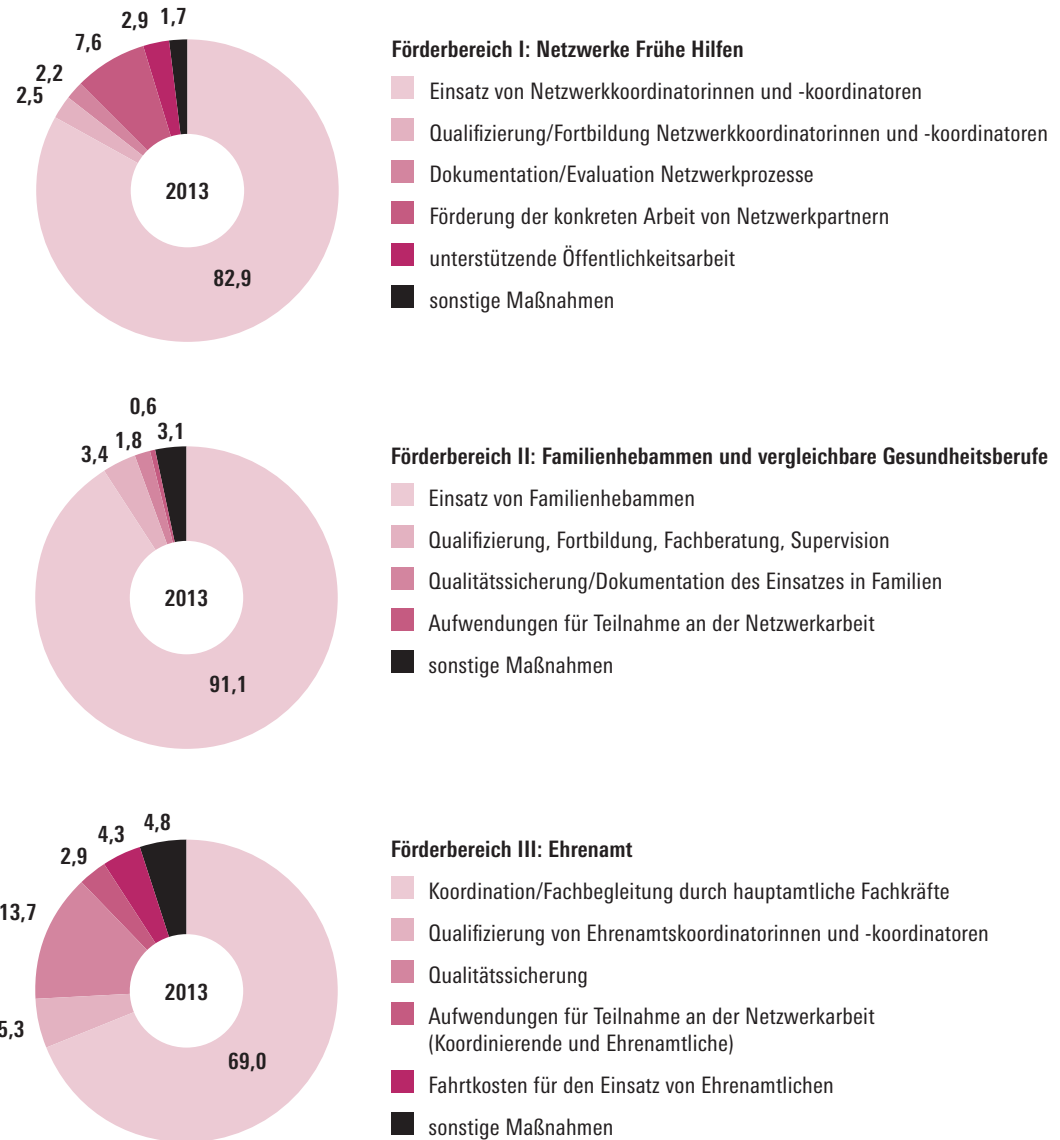 2,9 1,7
7,6
2,2
2,5
2013
82,9
Förderbereich I: Netzwerke Frühe Hilfen
Einsatz von Netzwerkkoordinatorinnen und -koordinatoren
Qualifizierung/Fortbildung Netzwerkkoordinatorinnen und -koordinatoren
Dokumentation/Evaluation Netzwerkprozesse
Förderung der konkreten Arbeit von Netzwerkpartnern
unterstützende Öffentlichkeitsarbeit
sonstige Maßnahmen
0,6
3,4 1,8 3,1
2013
91,1
Förderbereich II: Familienhebammen und vergleichbare Gesundheitsberufe
Einsatz von Familienhebammen
Qualifizierung, Fortbildung, Fachberatung, Supervision
Qualitätssicherung/Dokumentation des Einsatzes in Familien
Aufwendungen für Teilnahme an der Netzwerkarbeit
sonstige Maßnahmen
4,3 4,8
2,9
13,7
5,3
2013
69,0
Förderbereich III: Ehrenamt
Koordination/Fachbegleitung durch hauptamtliche Fachkräfte
Qualifizierung von Ehrenamtskoordinatorinnen und -koordinatoren
Qualitätssicherung
Aufwendungen für Teilnahme an der Netzwerkarbeit
(Koordinierende und Ehrenamtliche)
Fahrtkosten für den Einsatz von Ehrenamtlichen
sonstige Maßnahmen